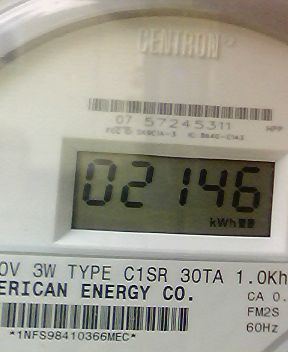 CENTRON
07 57245311
HPP
02146
kWh
0V 3W TYPE C1SR 30TA 1.0Kh
ERICAN ENERGY CO.
CA 0.
FM2S
60Hz
*1NFS98410366MEC*